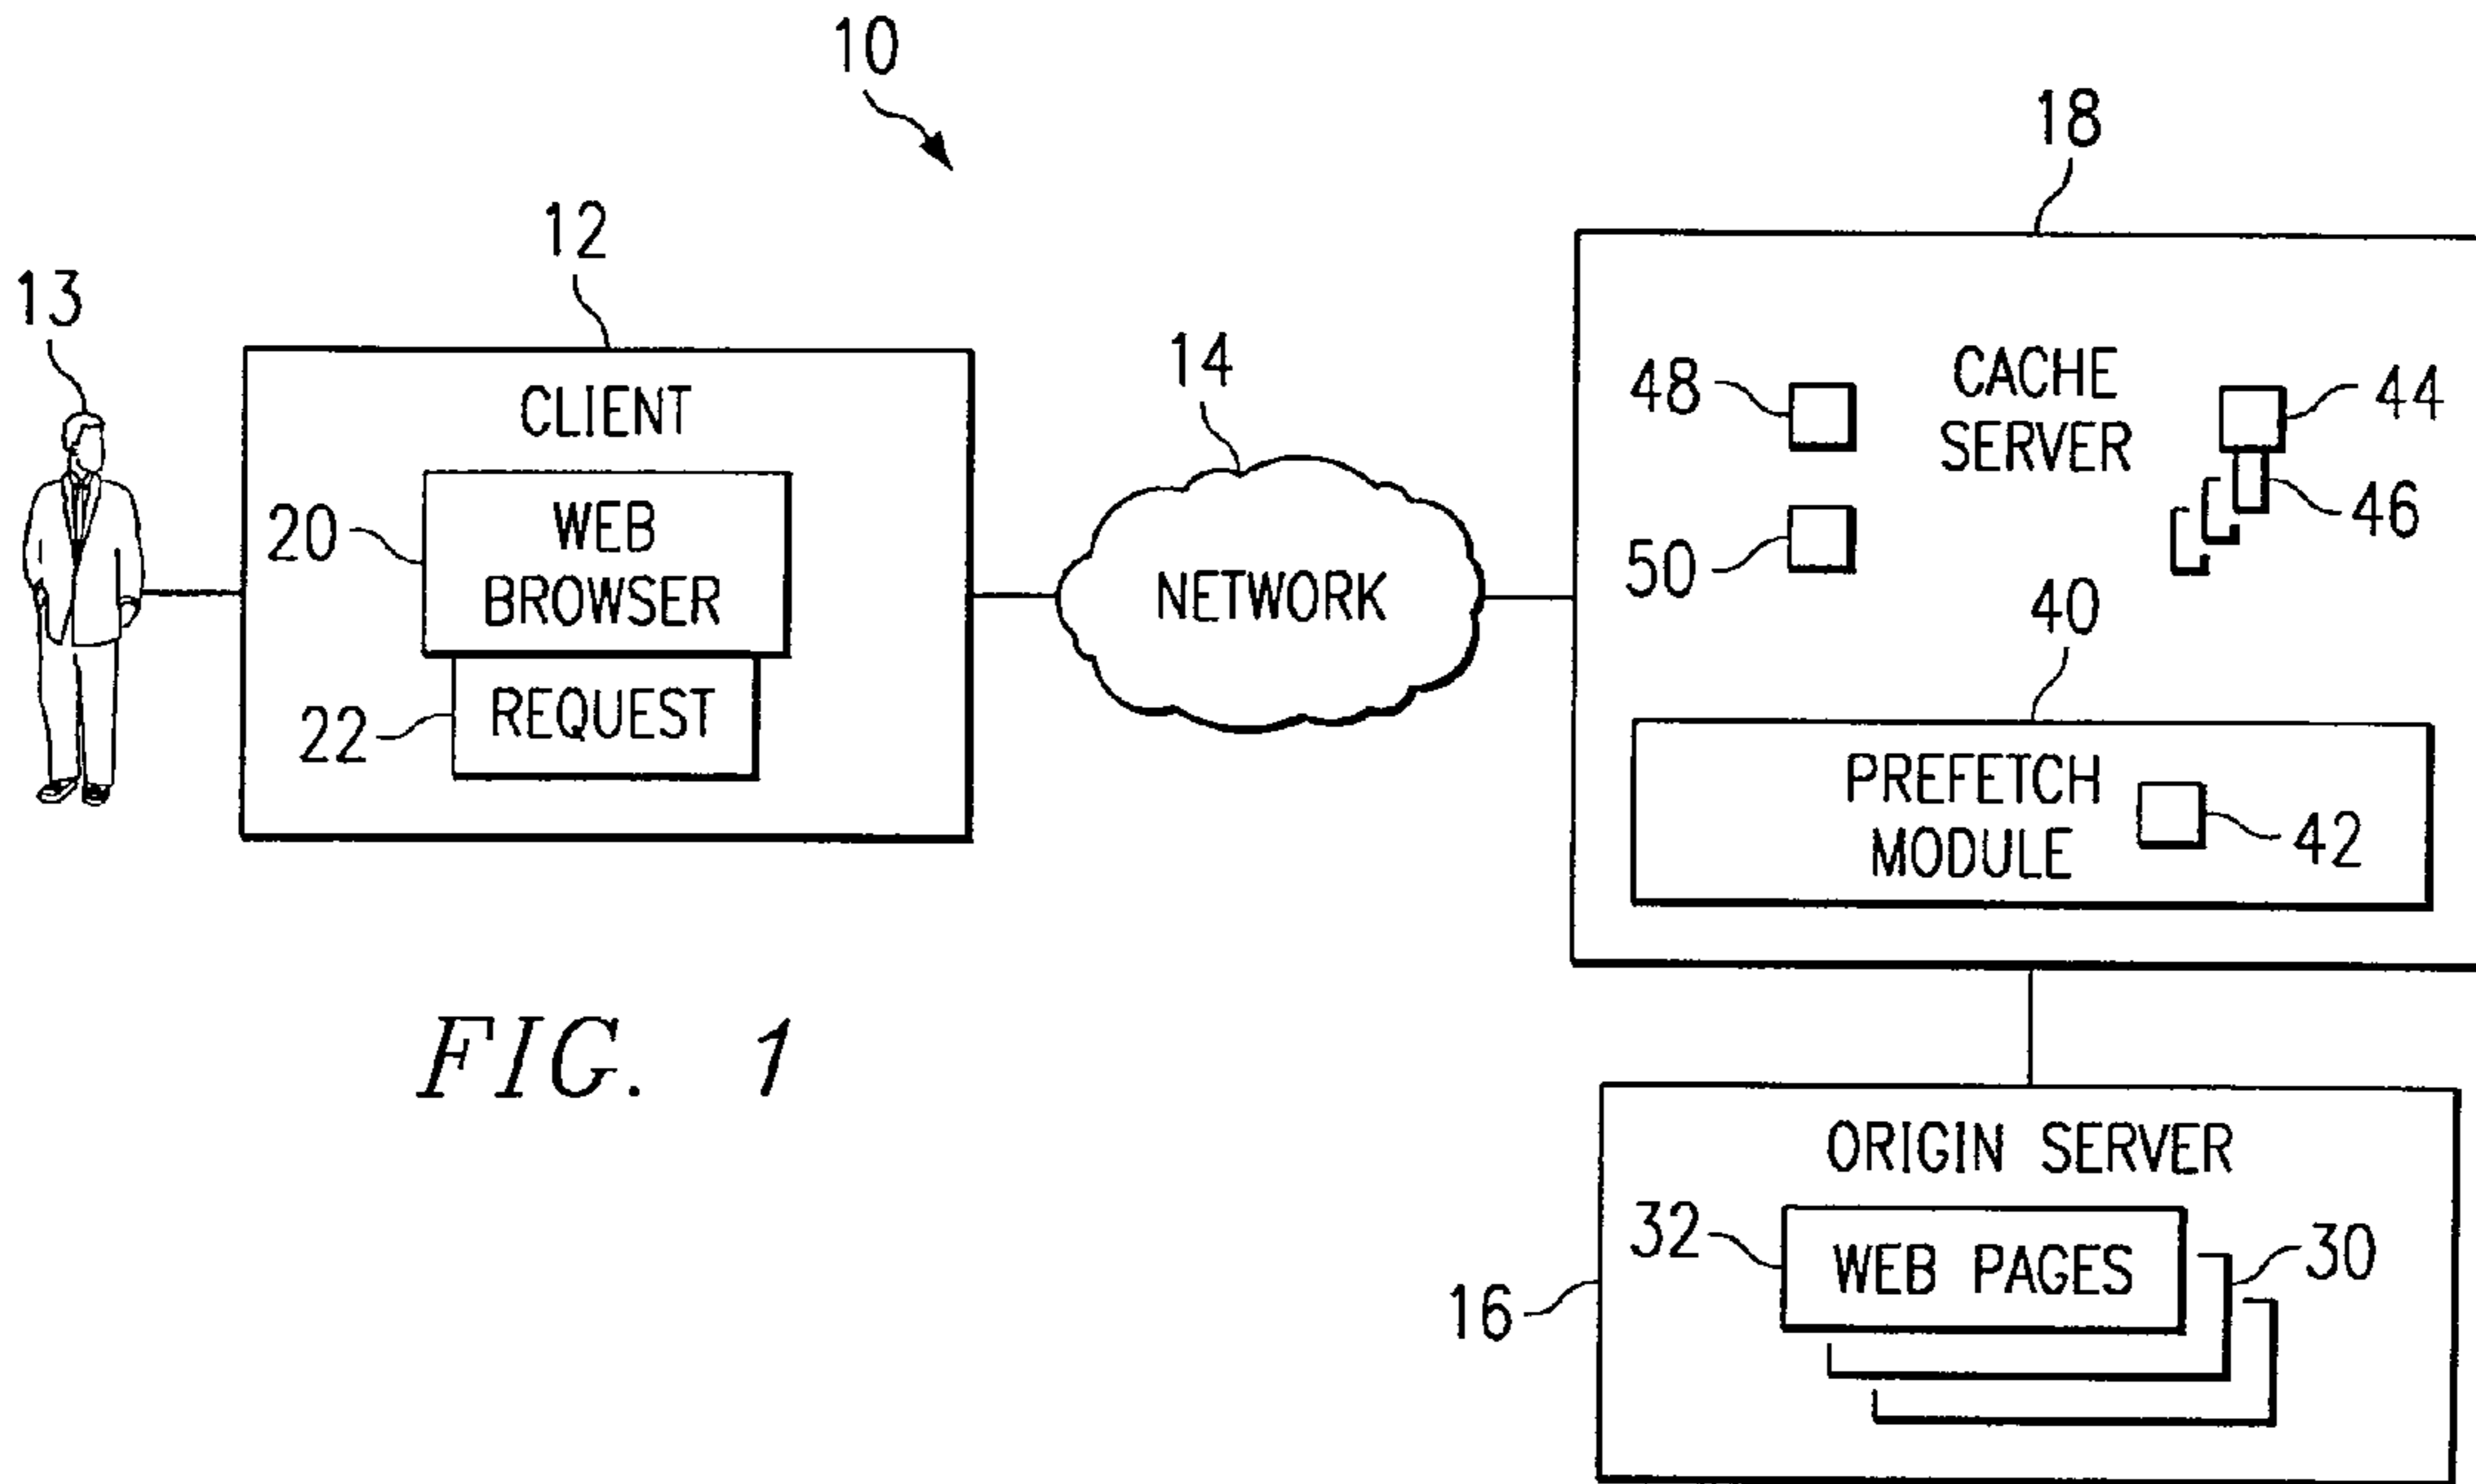 10
18
12
13
CLIENT
14
CACHE
SERVER
48
44
20
WEB
BROWSER
46
50
NETWORK
40
22
REQUEST
PREFETCH
MODULE
42
FIG. 1
ORIGIN SERVER
32
WEB PAGES
30
16